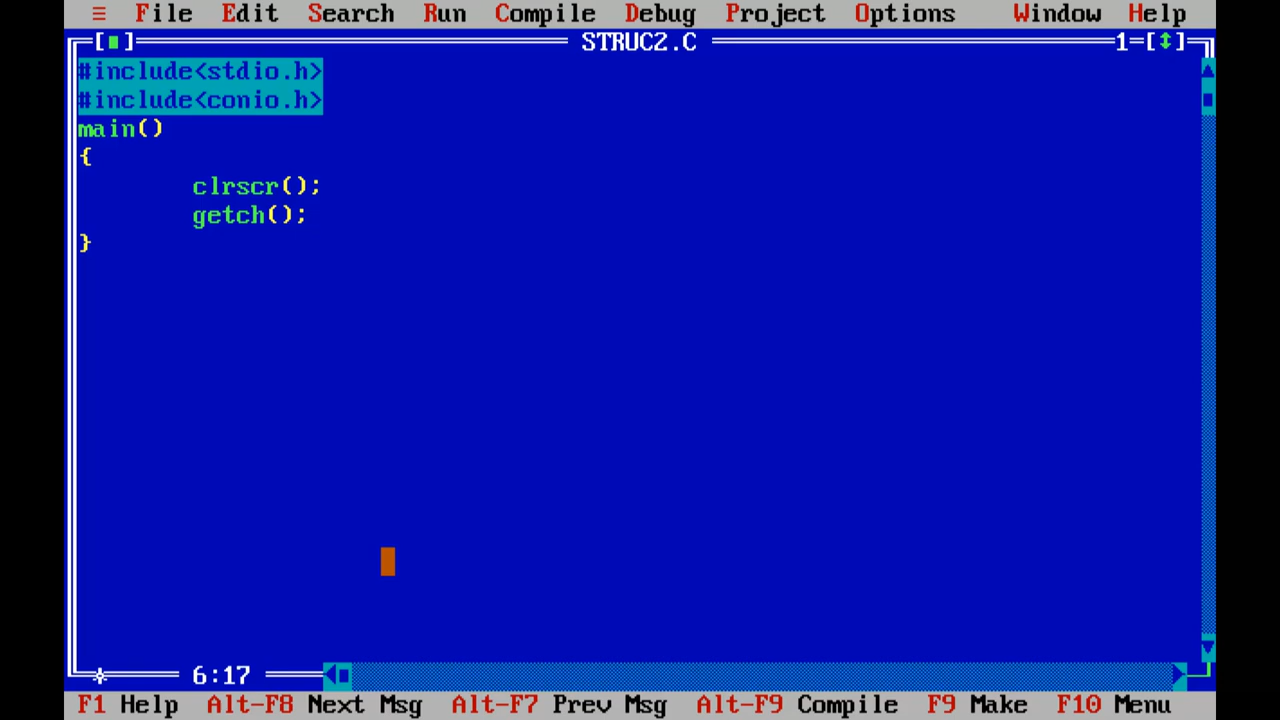 ≡ File Edit Search Run Compile Debug Project Options Window Help
[■] STRUC2.C 1=[↕]
#include<stdio.h>
#include<conio.h>
main()
{
clrscr();
getch();
}
6:17
F1 Help Alt-F8 Next Msg Alt-F7 Prev Msg Alt-F9 Compile F9 Make F10 Menu